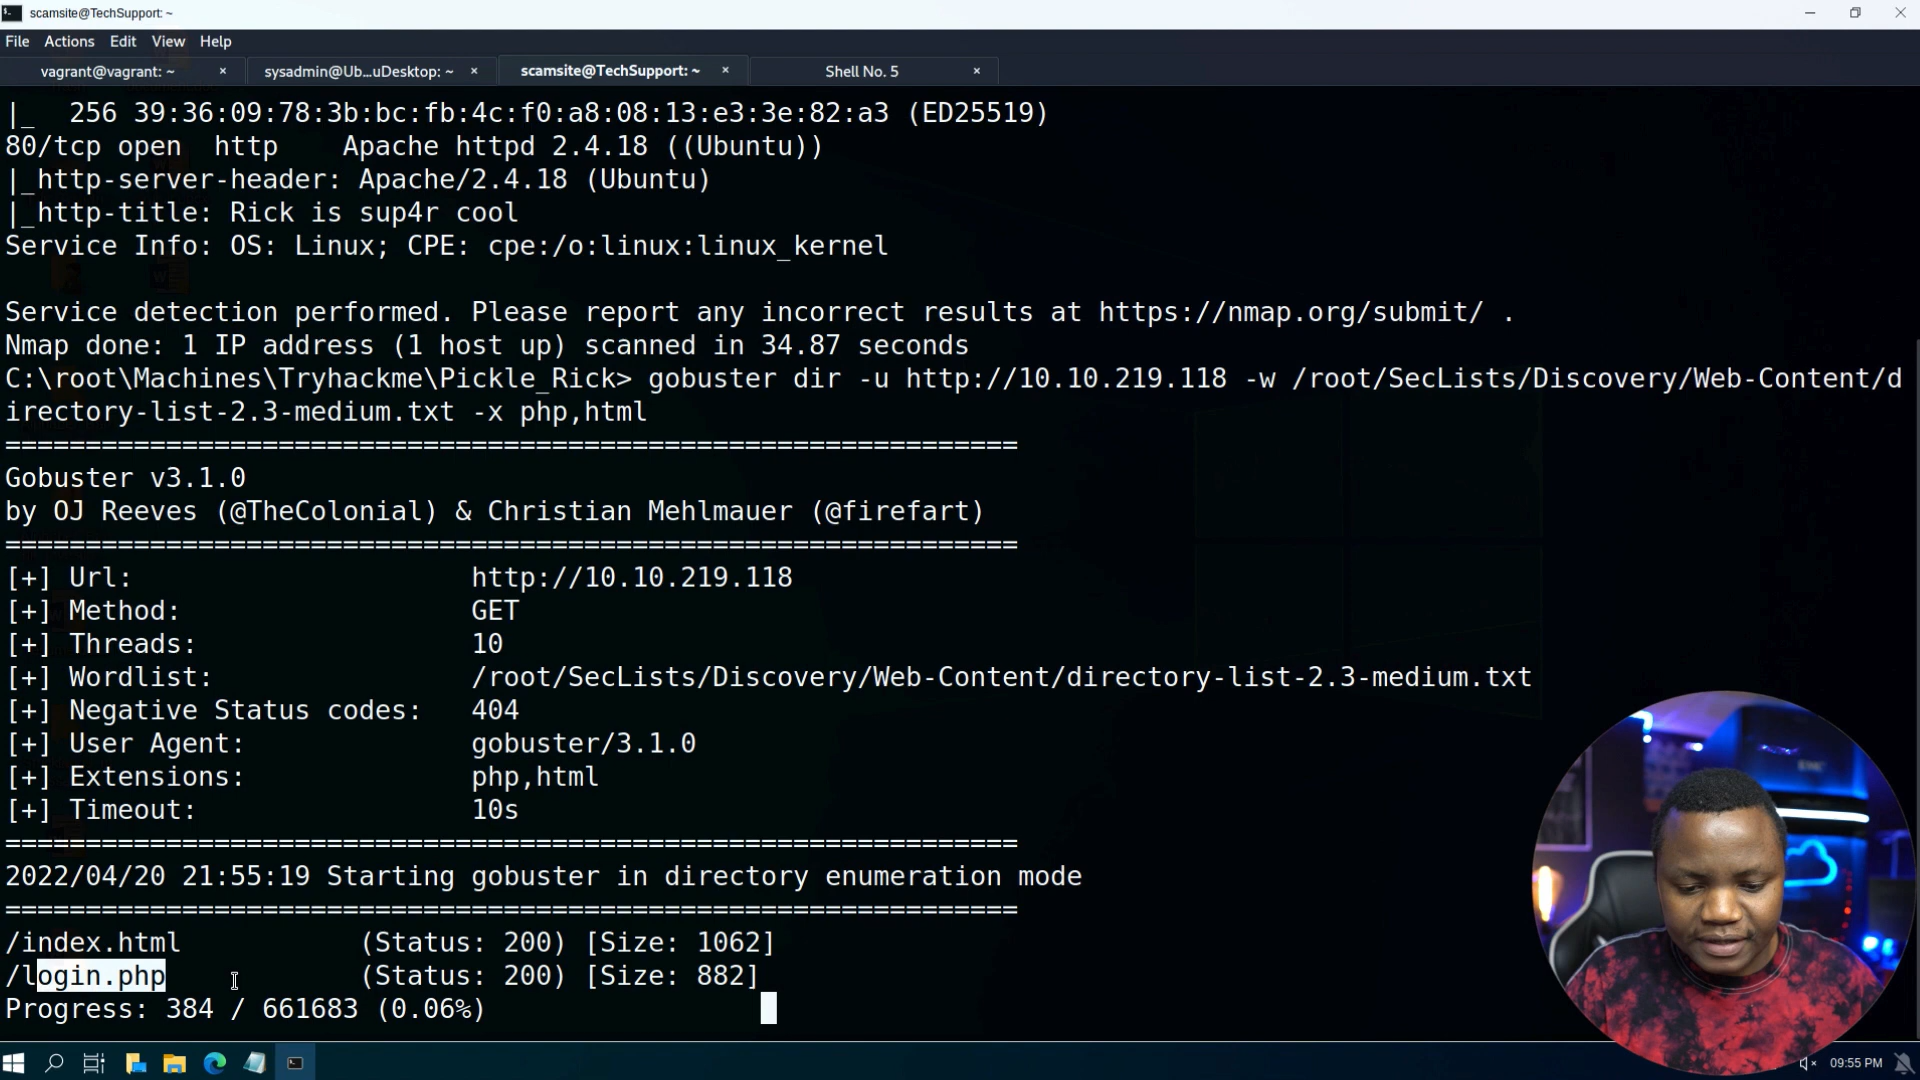 scamsite@TechSupport: ~
File Actions Edit View Help
vagrant@vagrant: ~ × sysadmin@Ub...uDesktop: ~ × scamsite@TechSupport: ~ × Shell No. 5 ×
|_  256 39:36:09:78:3b:bc:fb:4c:f0:a8:08:13:e3:3e:82:a3 (ED25519)
80/tcp open  http    Apache httpd 2.4.18 ((Ubuntu))
|_http-server-header: Apache/2.4.18 (Ubuntu)
|_http-title: Rick is sup4r cool
Service Info: OS: Linux; CPE: cpe:/o:linux:linux_kernel
Service detection performed. Please report any incorrect results at https://nmap.org/submit/ .
Nmap done: 1 IP address (1 host up) scanned in 34.87 seconds
C:\root\Machines\Tryhackme\Pickle_Rick> gobuster dir -u http://10.10.219.118 -w /root/SecLists/Discovery/Web-Content/d
irectory-list-2.3-medium.txt -x php,html
===============================================================
Gobuster v3.1.0
by OJ Reeves (@TheColonial) & Christian Mehlmauer (@firefart)
===============================================================
[+] Url:                     http://10.10.219.118
[+] Method:                  GET
[+] Threads:                 10
[+] Wordlist:                /root/SecLists/Discovery/Web-Content/directory-list-2.3-medium.txt
[+] Negative Status codes:   404
[+] User Agent:              gobuster/3.1.0
[+] Extensions:              php,html
[+] Timeout:                 10s
===============================================================
2022/04/20 21:55:19 Starting gobuster in directory enumeration mode
===============================================================
/index.html           (Status: 200) [Size: 1062]
/login.php            (Status: 200) [Size: 882]
Progress: 384 / 661683 (0.06%)
09:55 PM